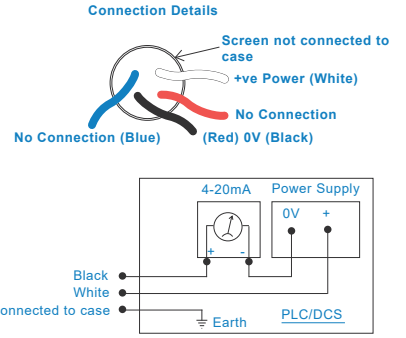 Connection Details
Screen not connected to
case
+ve Power (White)
No Connection
No Connection (Blue)
(Red) 0V (Black)
4-20mA
Power Supply
0V
+
+
-
Black
White
onnected to case
Earth
PLC/DCS